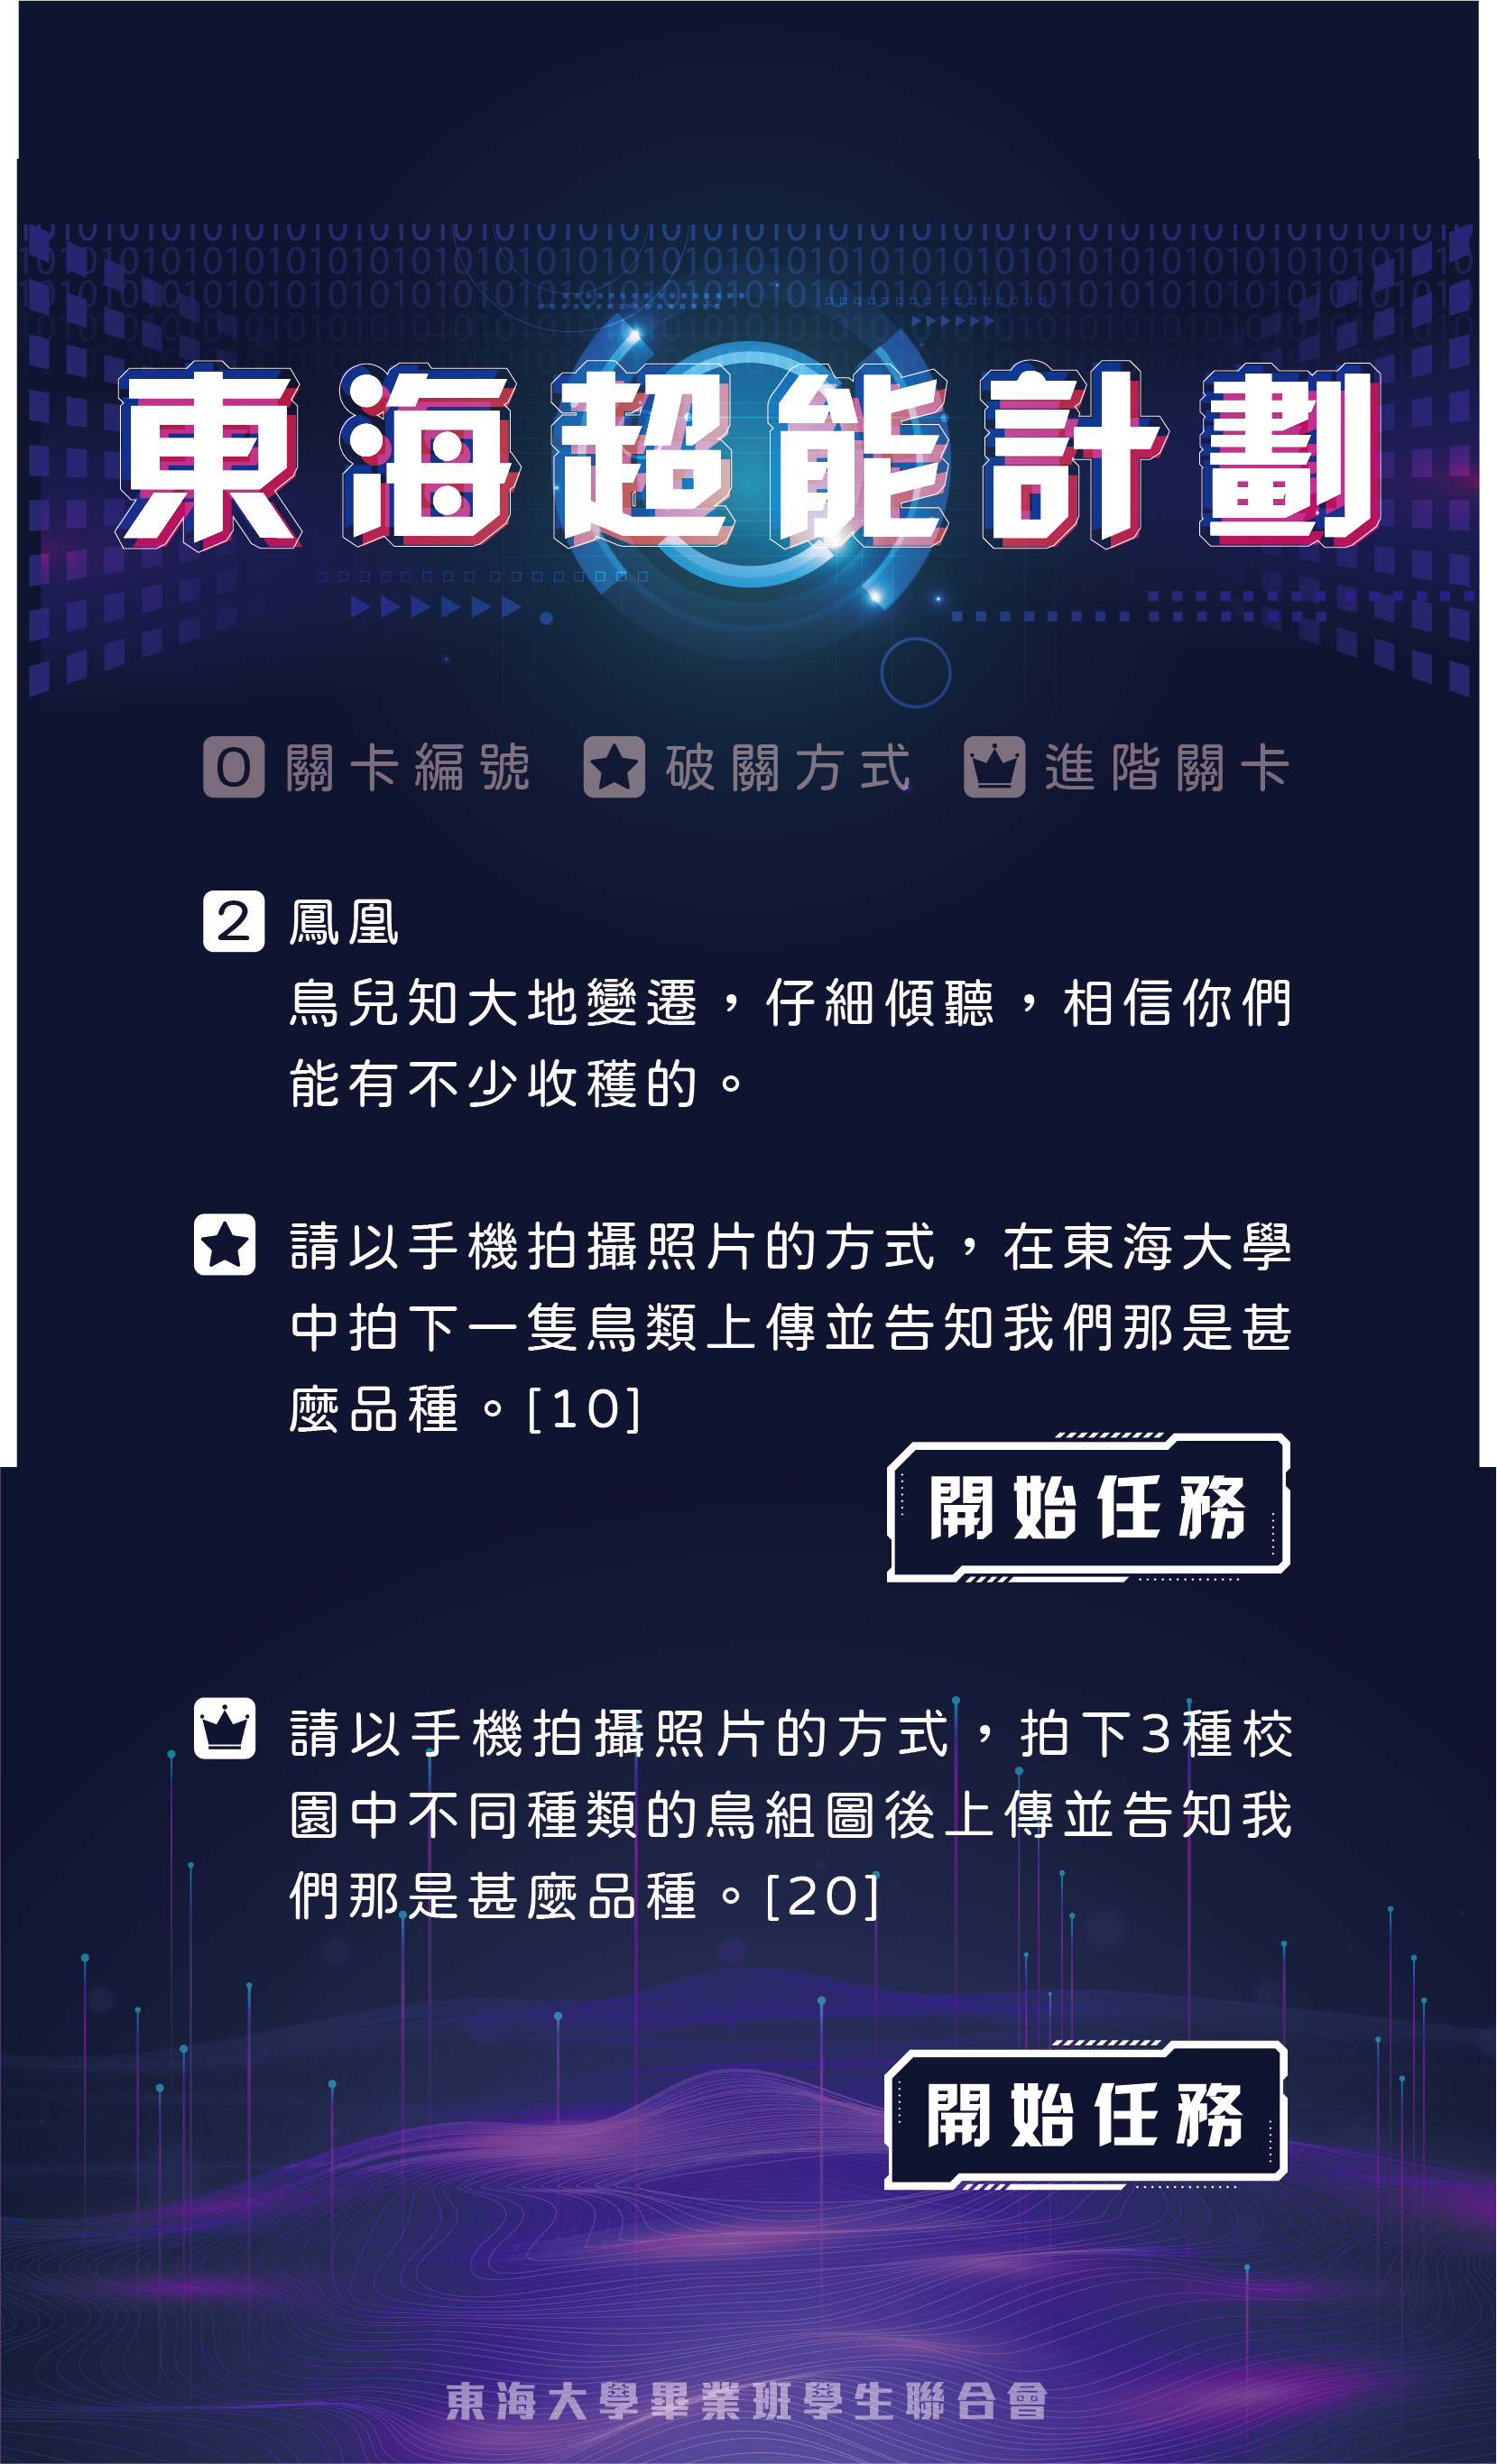 東海超能計劃
0 關卡編號 破關方式 進階關卡
2 鳳凰
鳥兒知大地變遷，仔細傾聽，相信你們
能有不少收穫的。
請以手機拍攝照片的方式，在東海大學
中拍下一隻鳥類上傳並告知我們那是甚
麼品種。[10]
開始任務
請以手機拍攝照片的方式，拍下3種校
園中不同種類的鳥組圖後上傳並告知我
們那是甚麼品種。[20]
開始任務
東海大學畢業班學生聯合會